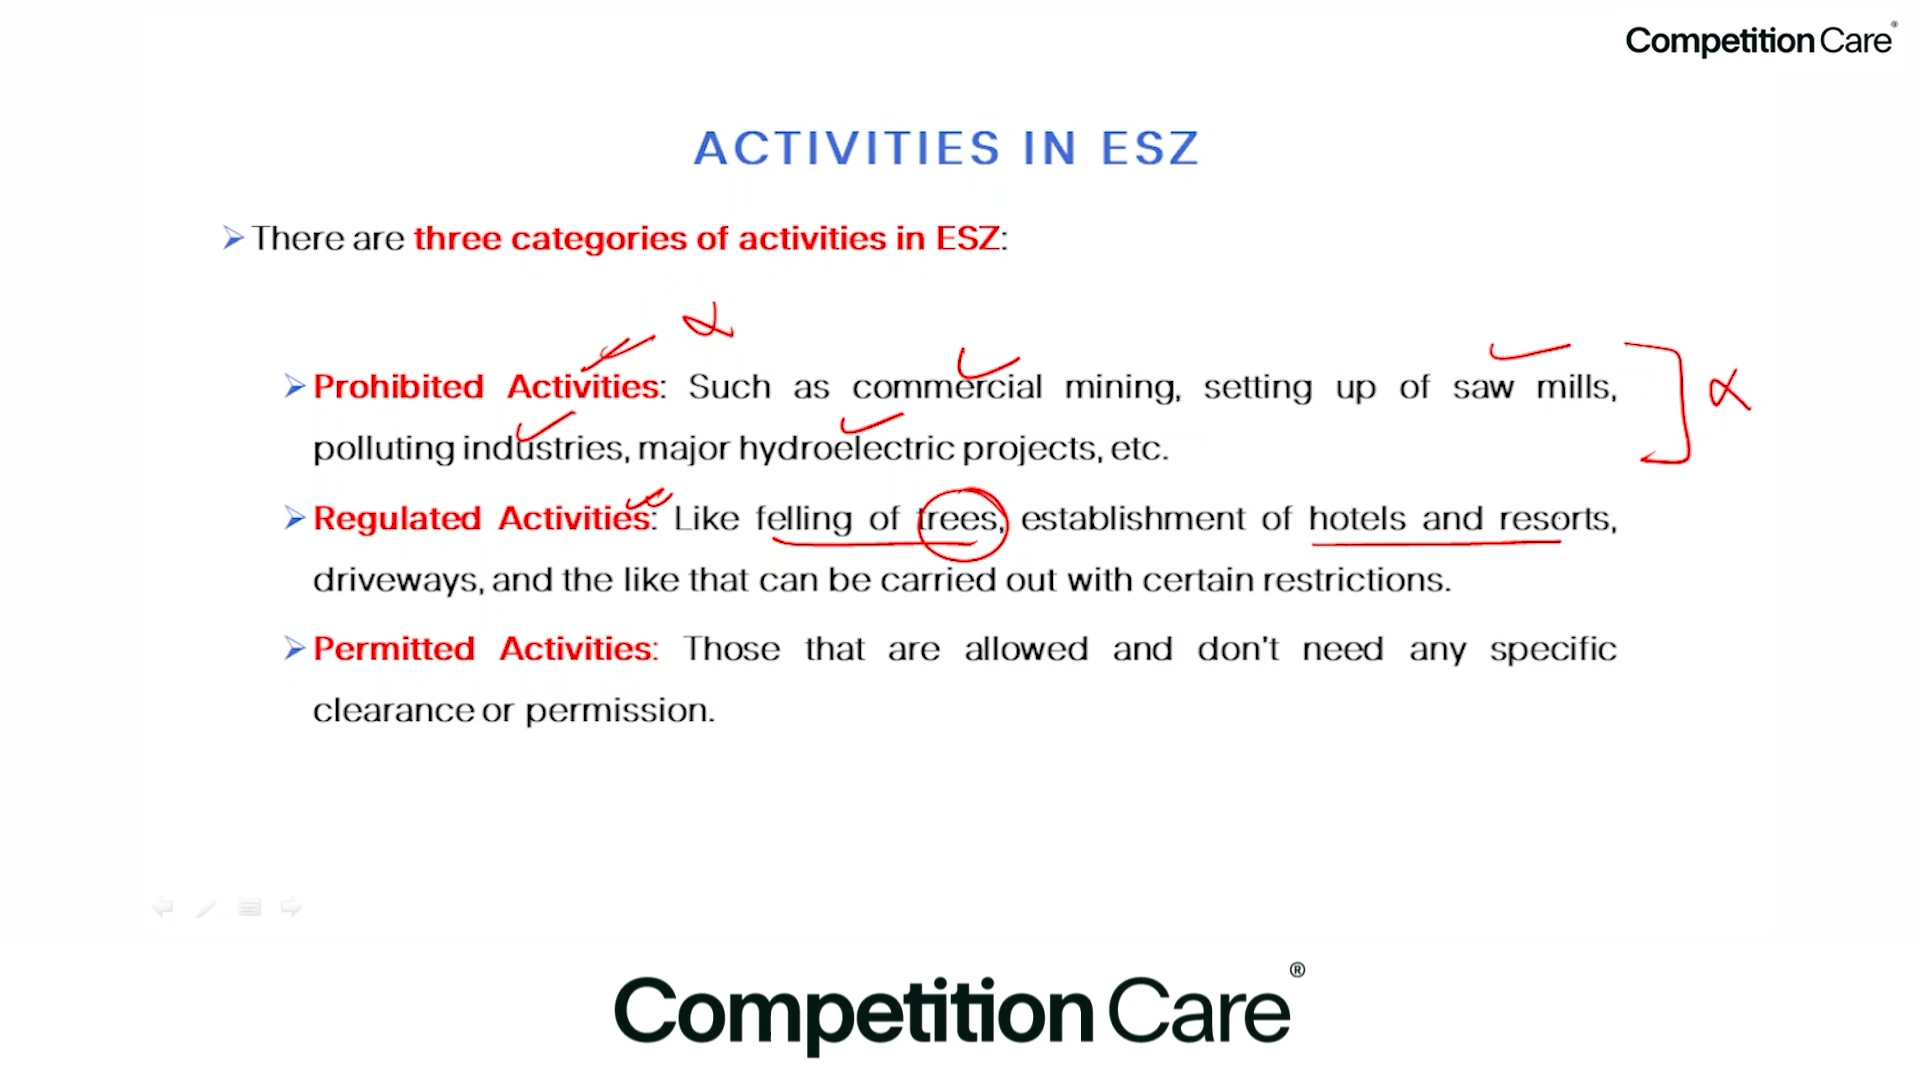 Competition Care®
ACTIVITIES IN ESZ
There are three categories of activities in ESZ:
Prohibited Activities: Such as commercial mining, setting up of saw mills,
polluting industries, major hydroelectric projects, etc.
Regulated Activities: Like felling of trees, establishment of hotels and resorts,
driveways, and the like that can be carried out with certain restrictions.
Permitted Activities: Those that are allowed and don't need any specific
clearance or permission.
Competition Care®